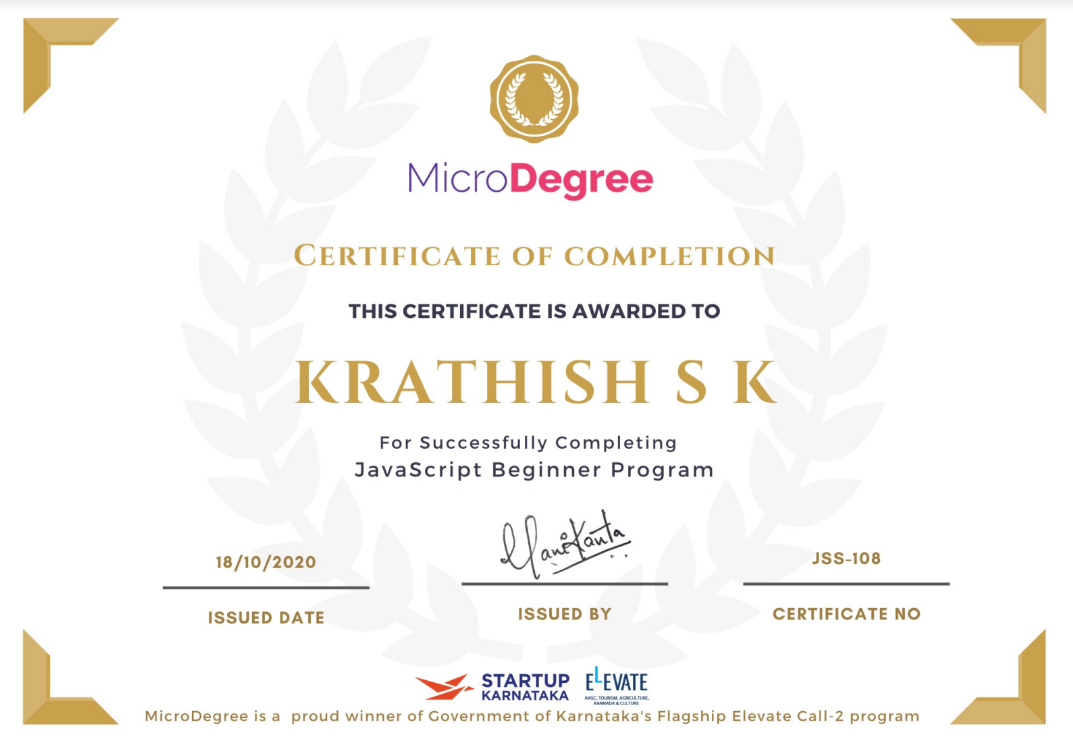 MicroDegree
CERTIFICATE OF COMPLETION
THIS CERTIFICATE IS AWARDED TO
KRATHISH S K
For Successfully Completing
JavaScript Beginner Program
ManiKanta
18/10/2020
JSS-108
ISSUED DATE
ISSUED BY
CERTIFICATE NO
STARTUP
KARNATAKA
ELEVATE
AVGC, TOURISM, AGRICULTURE,
KANNADA & CULTURE
MicroDegree is a proud winner of Government of Karnataka's Flagship Elevate Call-2 program